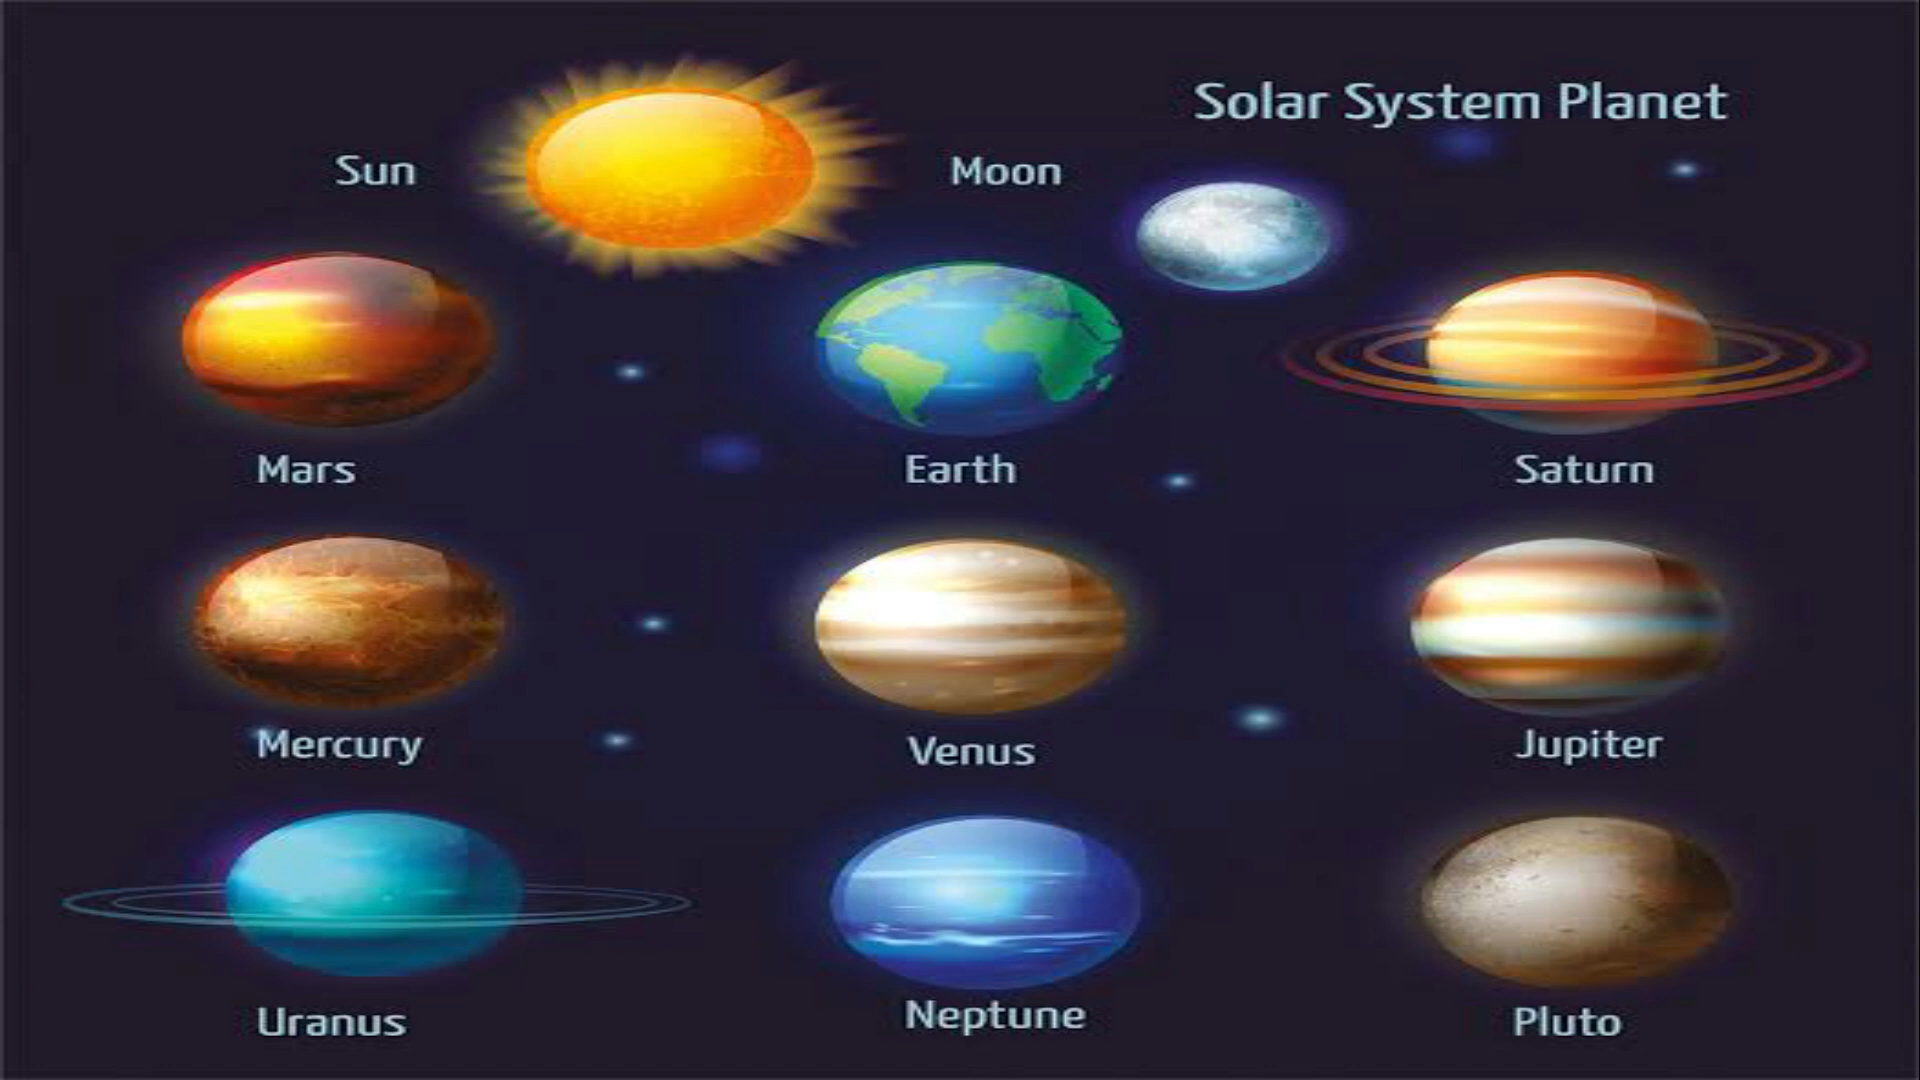 Solar System Planet
Sun
Moon
Mars
Earth
Saturn
Mercury
Venus
Jupiter
Uranus
Neptune
Pluto